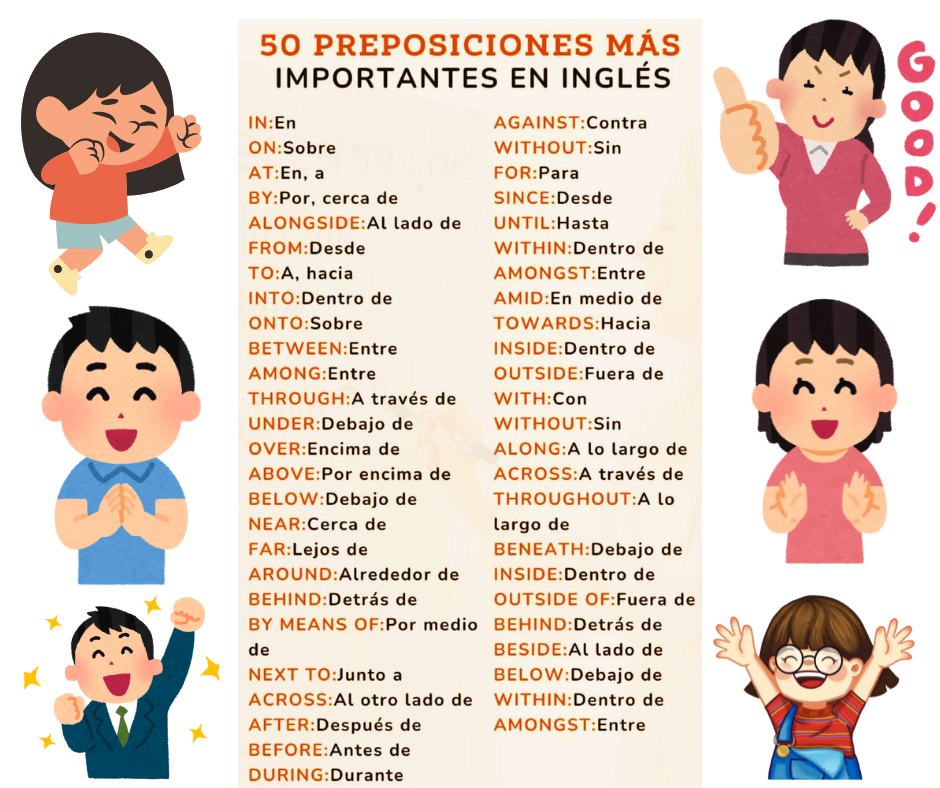 50 PREPOSICIONES MÁS
IMPORTANTES EN INGLÉS
IN:En
ON:Sobre
AT:En, a
BY:Por, cerca de
ALONGSIDE:Al lado de
FROM:Desde
TO:A, hacia
INTO:Dentro de
ONTO:Sobre
BETWEEN:Entre
AMONG:Entre
THROUGH:A través de
UNDER:Debajo de
OVER:Encima de
ABOVE:Por encima de
BELOW:Debajo de
NEAR:Cerca de
FAR:Lejos de
AROUND:Alrededor de
BEHIND:Detrás de
BY MEANS OF:Por medio
de
NEXT TO:Junto a
ACROSS:Al otro lado de
AFTER:Después de
BEFORE:Antes de
DURING:Durante
AGAINST:Contra
WITHOUT:Sin
FOR:Para
SINCE:Desde
UNTIL:Hasta
WITHIN:Dentro de
AMONGST:Entre
AMID:En medio de
TOWARDS:Hacia
INSIDE:Dentro de
OUTSIDE:Fuera de
WITH:Con
WITHOUT:Sin
ALONG:A lo largo de
ACROSS:A través de
THROUGHOUT:A lo
largo de
BENEATH:Debajo de
INSIDE:Dentro de
OUTSIDE OF:Fuera de
BEHIND:Detrás de
BESIDE:Al lado de
BELOW:Debajo de
WITHIN:Dentro de
AMONGST:Entre
GOOD!